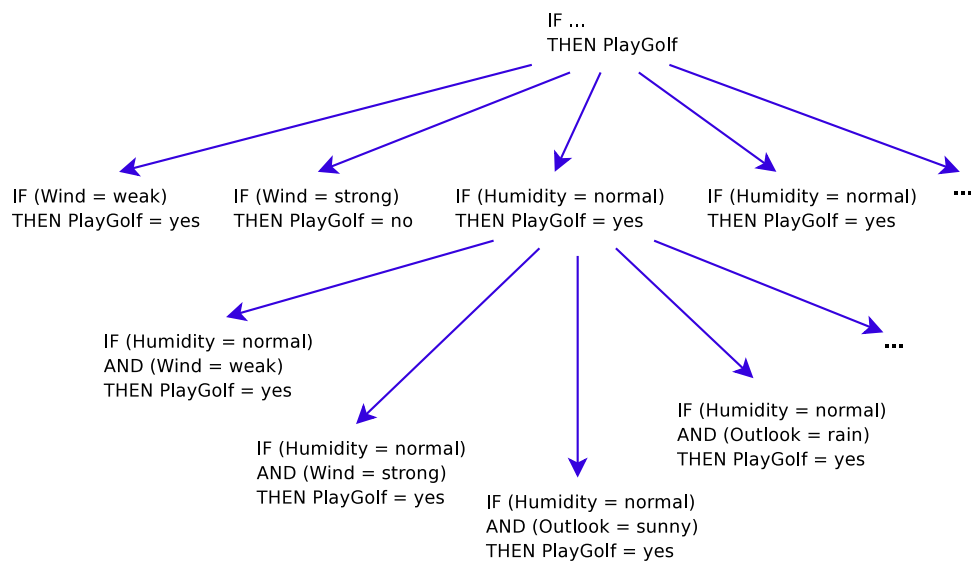 IF ...
THEN PlayGolf
IF (Wind = weak)
THEN PlayGolf = yes
IF (Wind = strong)
THEN PlayGolf = no
IF (Humidity = normal)
THEN PlayGolf = yes
IF (Humidity = normal)
THEN PlayGolf = yes
...
IF (Humidity = normal)
AND (Wind = weak)
THEN PlayGolf = yes
IF (Humidity = normal)
AND (Wind = strong)
THEN PlayGolf = yes
IF (Humidity = normal)
AND (Outlook = sunny)
THEN PlayGolf = yes
IF (Humidity = normal)
AND (Outlook = rain)
THEN PlayGolf = yes
...